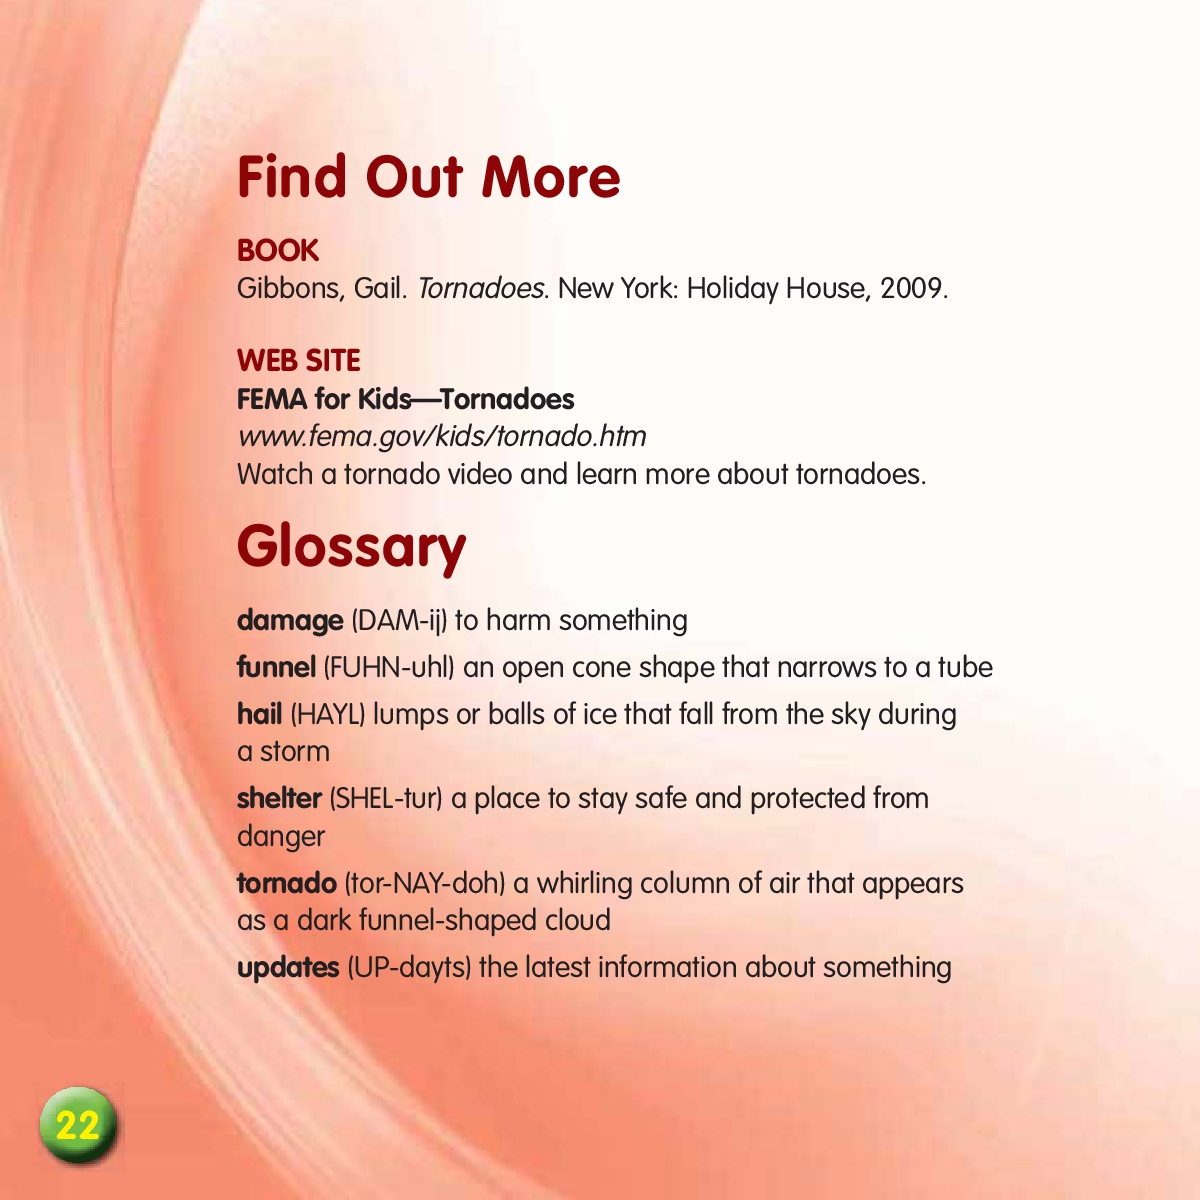 Find Out More
BOOK
Gibbons, Gail. Tornadoes. New York: Holiday House, 2009.
WEB SITE
FEMA for Kids—Tornadoes
www.fema.gov/kids/tornado.htm
Watch a tornado video and learn more about tornadoes.
Glossary
damage (DAM-ij) to harm something
funnel (FUHN-uhl) an open cone shape that narrows to a tube
hail (HAYL) lumps or balls of ice that fall from the sky during
a storm
shelter (SHEL-tur) a place to stay safe and protected from
danger
tornado (tor-NAY-doh) a whirling column of air that appears
as a dark funnel-shaped cloud
updates (UP-dayts) the latest information about something
22